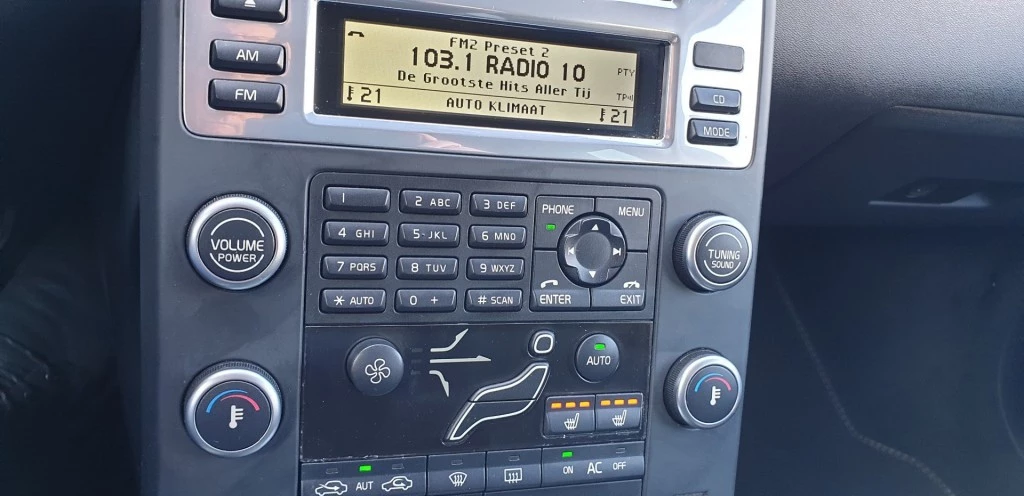 AM
FM
FM2 Preset 2
103.1 RADIO 10
PTY
De Grootste Hits Aller Tij
TP
21
AUTO KLIMAAT
21
CD
MODE
VOLUME
POWER
1
2 ABC
3 DEF
4 GHI
5-JKL
6 MNO
7 PQRS
8 TUV
9 WXYZ
* AUTO
0 +
# SCAN
PHONE
MENU
ENTER
EXIT
TUNING
SOUND
AUTO
AUT
ON AC OFF